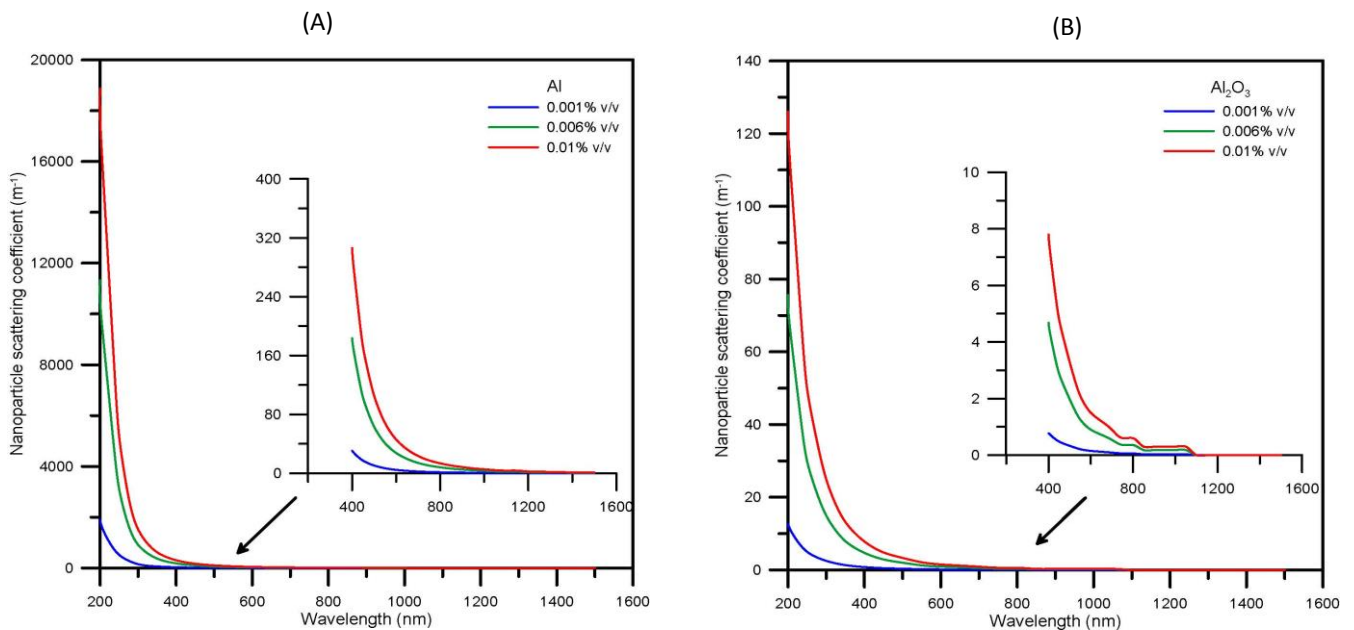 (A)
Nanoparticle scattering coefficient (m⁻¹)
20000
16000
12000
8000
4000
0
200 400 600 800 1000 1200 1400 1600
Wavelength (nm)
Al
0.001% v/v
0.006% v/v
0.01% v/v
400
320
240
160
80
0
400 800 1200 1600
(B)
Nanoparticle scattering coefficient (m⁻¹)
140
120
100
80
60
40
20
0
200 400 600 800 1000 1200 1400 1600
Wavelength (nm)
Al₂O₃
0.001% v/v
0.006% v/v
0.01% v/v
10
8
6
4
2
0
400 800 1200 1600